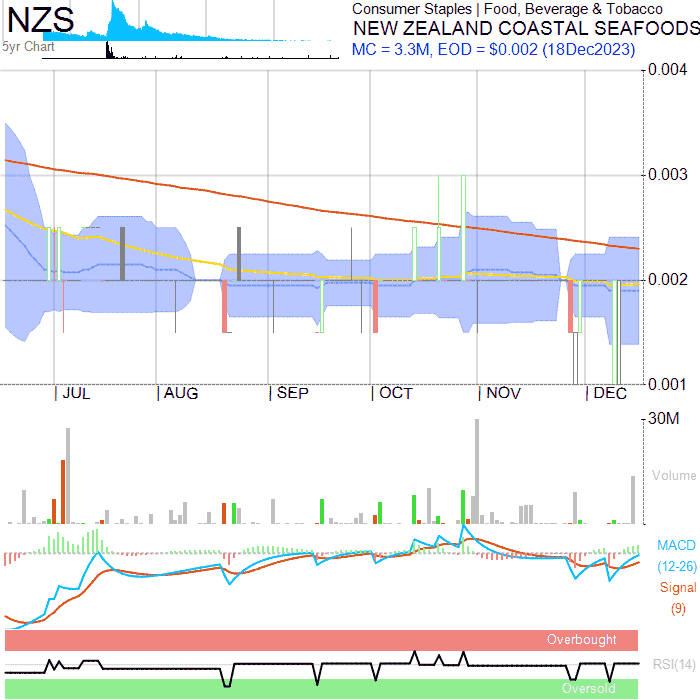 NZS
5yr Chart
Consumer Staples | Food, Beverage & Tobacco
NEW ZEALAND COASTAL SEAFOODS
MC = 3.3M, EOD = $0.002 (18Dec2023)
0.004
0.003
0.002
0.001
JUL
AUG
SEP
OCT
NOV
DEC
30M
Volume
0M
MACD
(12-26)
Signal
(9)
Overbought
RSI(14)
Oversold